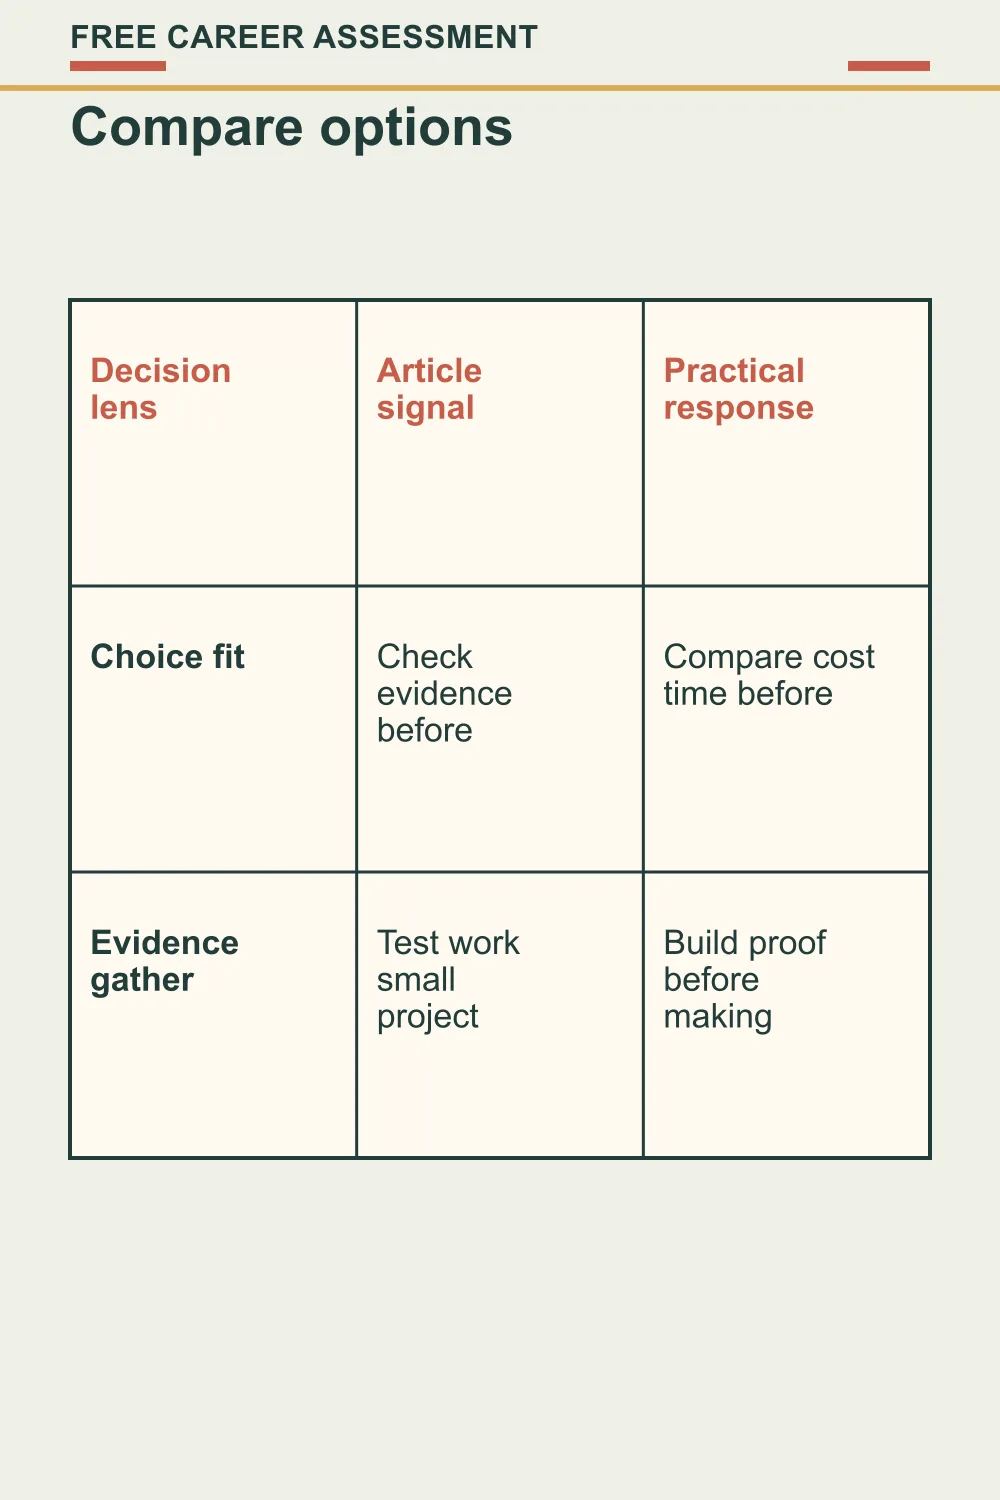 FREE CAREER ASSESSMENT
Compare options
Decision
lens
Article
signal
Practical
response
Choice fit
Check
evidence
before
Compare cost
time before
Evidence
gather
Test work
small
project
Build proof
before
making